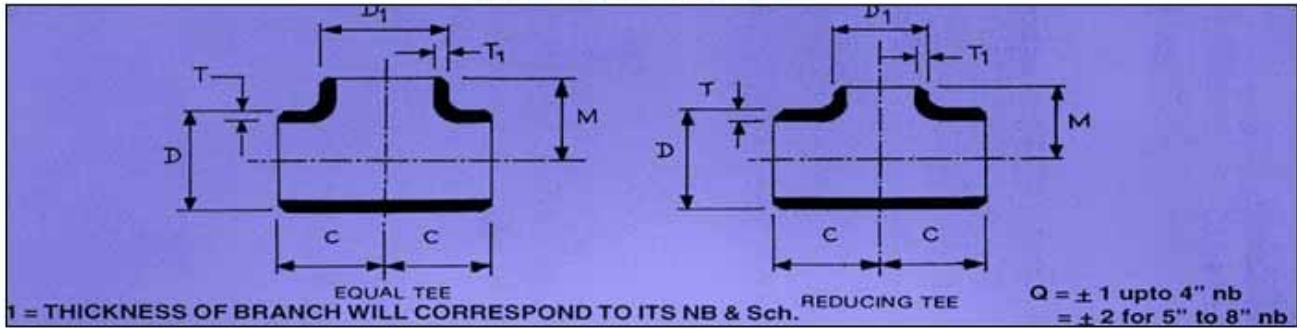 D1 D1
T T1 T T1
M M
D D
C C C C
EQUAL TEE REDUCING TEE
Q = ± 1 upto 4" nb
1 = THICKNESS OF BRANCH WILL CORRESPOND TO ITS NB & Sch.
= ± 2 for 5" to 8" nb